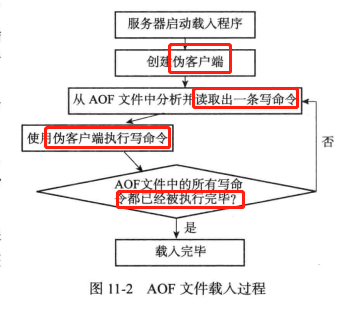 服务器启动载入程序
创建伪客户端
从 AOF 文件中分析并读取出一条写命令
使用伪客户端执行写命令
否
AOF文件中的所有写命
令都已经被执行完毕？
是
载入完毕
图 11-2 AOF 文件载入过程